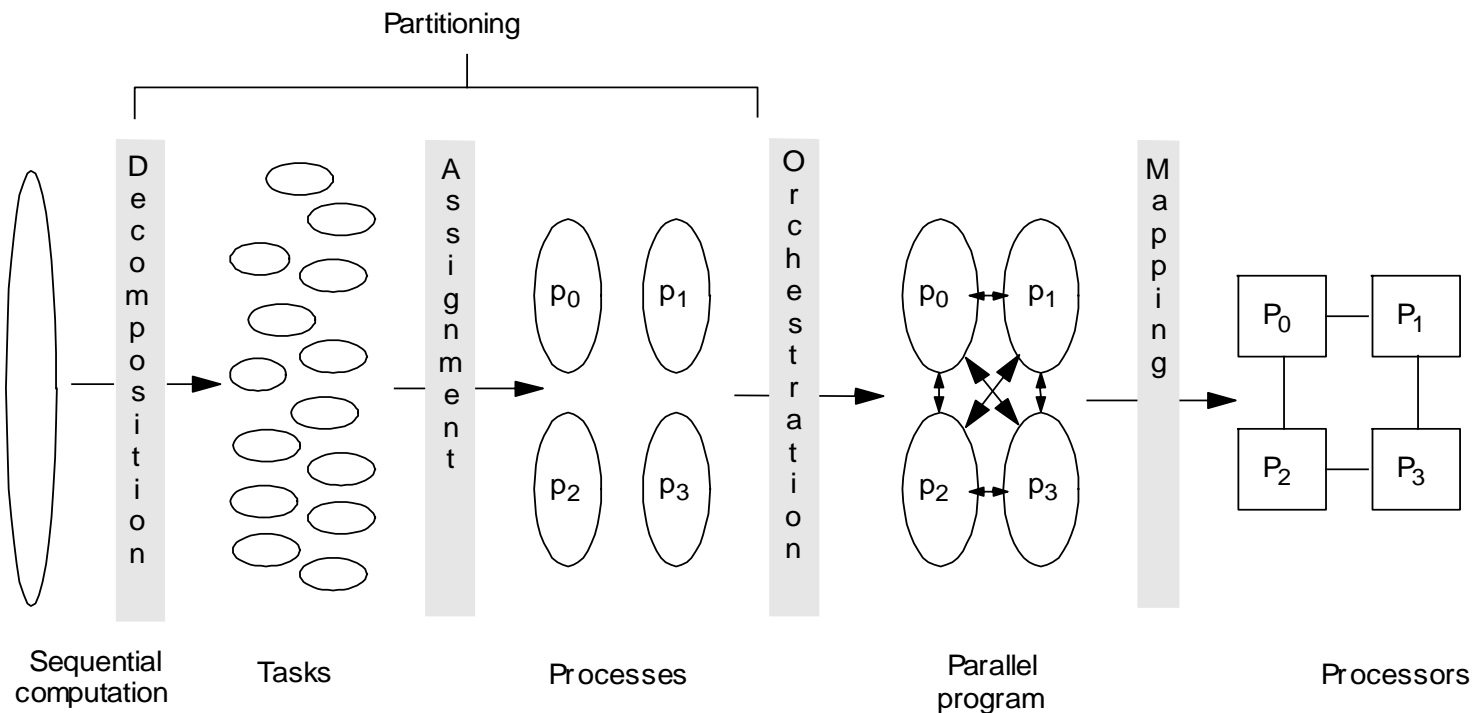 Partitioning
Decomposition
Assignment
Orchestration
Mapping
p0 p1
p2 p3
p0 p1
p2 p3
P0 P1
P2 P3
Sequential
computation
Tasks
Processes
Parallel
program
Processors